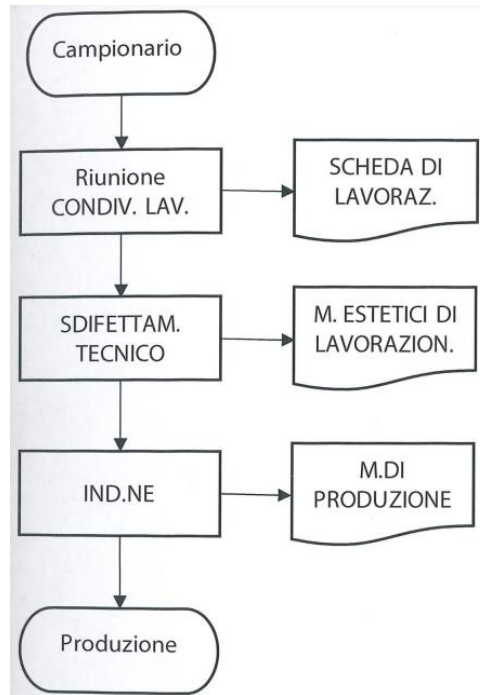 Campionario
Riunione
CONDIV. LAV.
SCHEDA DI
LAVORAZ.
SDIFETTAM.
TECNICO
M. ESTETICI DI
LAVORAZION.
IND.NE
M.DI
PRODUZIONE
Produzione